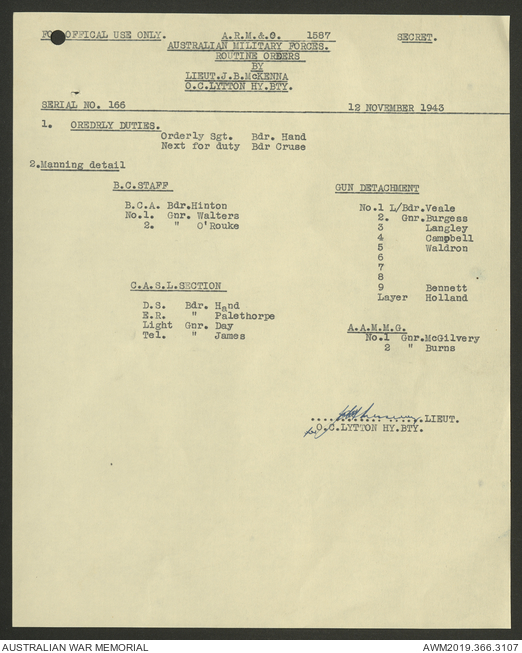 FO OFFICAL USE ONLY. A.R.M.&.O. 1587 SECRET.
AUSTRALIAN MILITARY FORCES.
ROUTINE ORDERS
BY
LIEUT.J.B.McKENNA
O.C.LYTTON HY.BTY.
SERIAL NO. 166 12 NOVEMBER 1943
1. OREDRLY DUTIES.
Orderly Sgt. Bdr. Hand
Next for duty Bdr Cruse
2.Manning detail
B.C.STAFF
B.C.A. Bdr.Hinton
No.1. Gnr. Walters
2. " O'Rouke
C.A.S.L.SECTION
D.S. Bdr. Hand
E.R. " Palethorpe
Light Gnr. Day
Tel. " James
GUN DETACHMENT
No.1 L/Bdr.Veale
2. Gnr.Burgess
3 Langley
4 Campbell
5 Waldron
6
7
8
9 Bennett
Layer Holland
A.A.M.M.G.
No.1 Gnr.McGilvery
2 " Burns
LIEUT.
O.C.LYTTON HY.BTY.
AUSTRALIAN WAR MEMORIAL AWM2019.366.3107